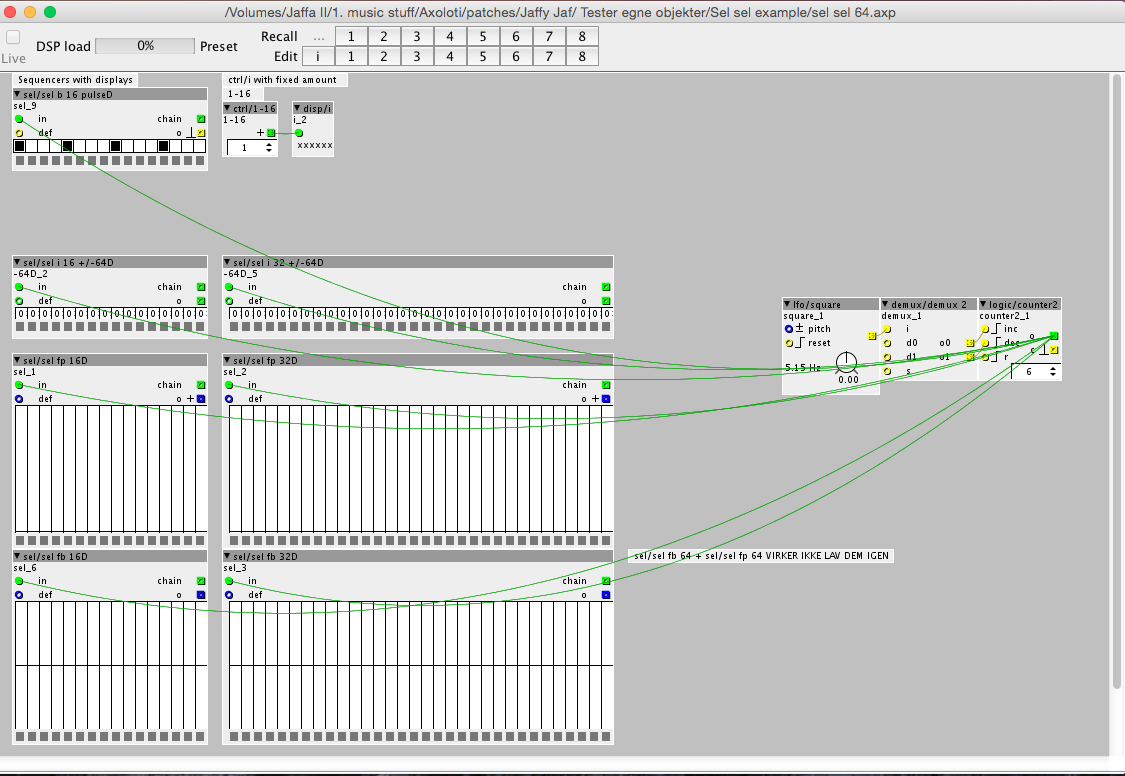 /Volumes/Jaffa II/1. music stuff/Axoloti/patches/Jaffy Jaf/ Tester egne objekter/Sel sel example/sel sel 64.axp
Live
DSP load 0% Preset
Recall ... 1 2 3 4 5 6 7 8
Edit i 1 2 3 4 5 6 7 8
Sequencers with displays
sel/sel b 16 pulseD
sel_9
in chain
def o
ctrl/i with fixed amount
1-16
ctrl/1-16
1-16
+
1
disp/i
i_2
xxxxxx
sel/sel i 16 +/-64D
-64D_2
in chain
def o
0 0 0 0 0 0 0 0 0 0 0 0 0 0 0 0
sel/sel i 32 +/-64D
-64D_5
in chain
def o
0 0 0 0 0 0 0 0 0 0 0 0 0 0 0 0 0 0 0 0 0 0 0 0 0 0 0 0 0 0 0 0
lfo/square
square_1
± pitch
reset
5.15 Hz
0.00
demux/demux 2
demux_1
i
d0 o0
d1 o1
s
logic/counter2
counter2_1
inc o
dec c
r
6
sel/sel fp 16D
sel_1
in chain
def o +
sel/sel fp 32D
sel_2
in chain
def o +
sel/sel fb 16D
sel_6
in chain
def o
sel/sel fb 32D
sel_3
in chain
def o
sel/sel fb 64 + sel/sel fp 64 VIRKER IKKE LAV DEM IGEN